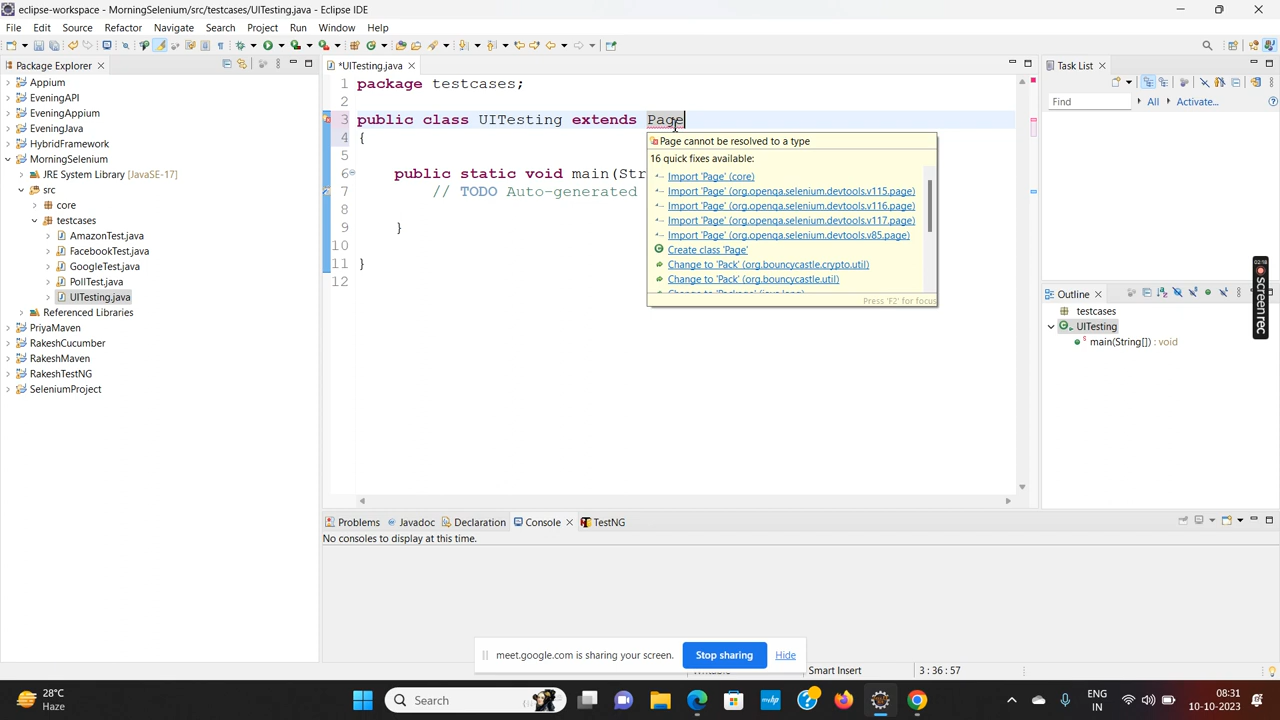 eclipse-workspace - MorningSelenium/src/testcases/UITesting.java - Eclipse IDE
File Edit Source Refactor Navigate Search Project Run Window Help
Package Explorer
Appium
EveningAPI
EveningAppium
EveningJava
HybridFramework
MorningSelenium
JRE System Library [JavaSE-17]
src
core
testcases
AmazonTest.java
FacebookTest.java
GoogleTest.java
PollTest.java
UITesting.java
Referenced Libraries
PriyaMaven
RakeshCucumber
RakeshMaven
RakeshTestNG
SeleniumProject
*UITesting.java
1 package testcases;
2
3 public class UITesting extends Page
4 {
5
6 public static void main(Str
7 // TODO Auto-generated
8
9 }
10
11 }
12
Page cannot be resolved to a type
16 quick fixes available:
Import 'Page' (core)
Import 'Page' (org.openqa.selenium.devtools.v115.page)
Import 'Page' (org.openqa.selenium.devtools.v116.page)
Import 'Page' (org.openqa.selenium.devtools.v117.page)
Import 'Page' (org.openqa.selenium.devtools.v85.page)
Create class 'Page'
Change to 'Pack' (org.bouncycastle.crypto.util)
Change to 'Pack' (org.bouncycastle.util)
Change to 'Package' (java.lang)
Press 'F2' for focus
Task List
Find All Activate...
Outline
testcases
UITesting
main(String[]) : void
02:18
screen rec
Problems Javadoc Declaration Console TestNG
No consoles to display at this time.
meet.google.com is sharing your screen. Stop sharing Hide
Writable Smart Insert 3 : 36 : 57
28°C
Haze
Search
ENG
IN
08:31
10-10-2023